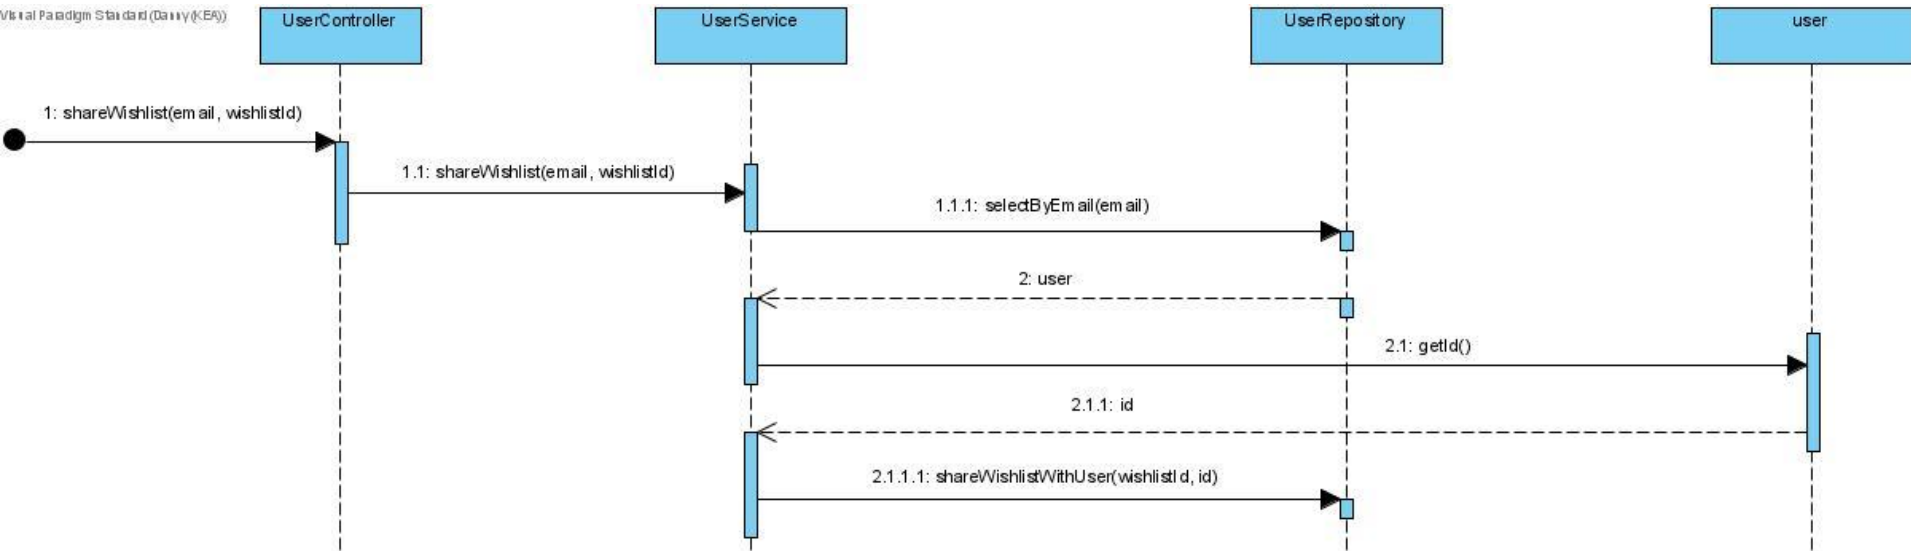 Visual Paradigm Standard (Danny (KEA))
UserController
UserService
UserRepository
user
1: shareWishlist(email, wishlistId)
1.1: shareWishlist(email, wishlistId)
1.1.1: selectByEmail(email)
2: user
2.1: getId()
2.1.1: id
2.1.1.1: shareWishlistWithUser(wishlistId, id)